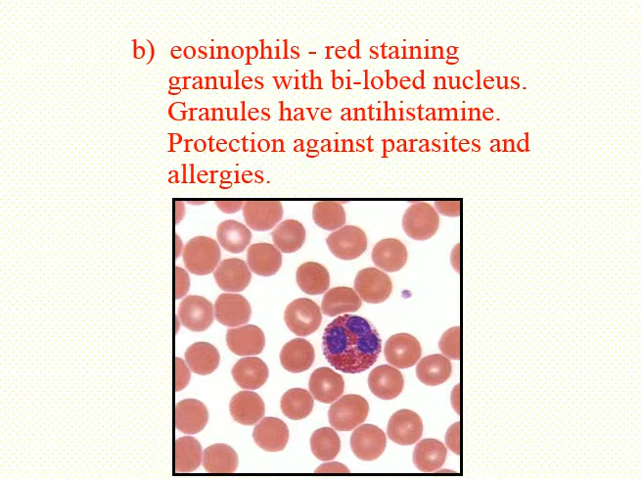 b) eosinophils - red staining
granules with bi-lobed nucleus.
Granules have antihistamine.
Protection against parasites and
allergies.